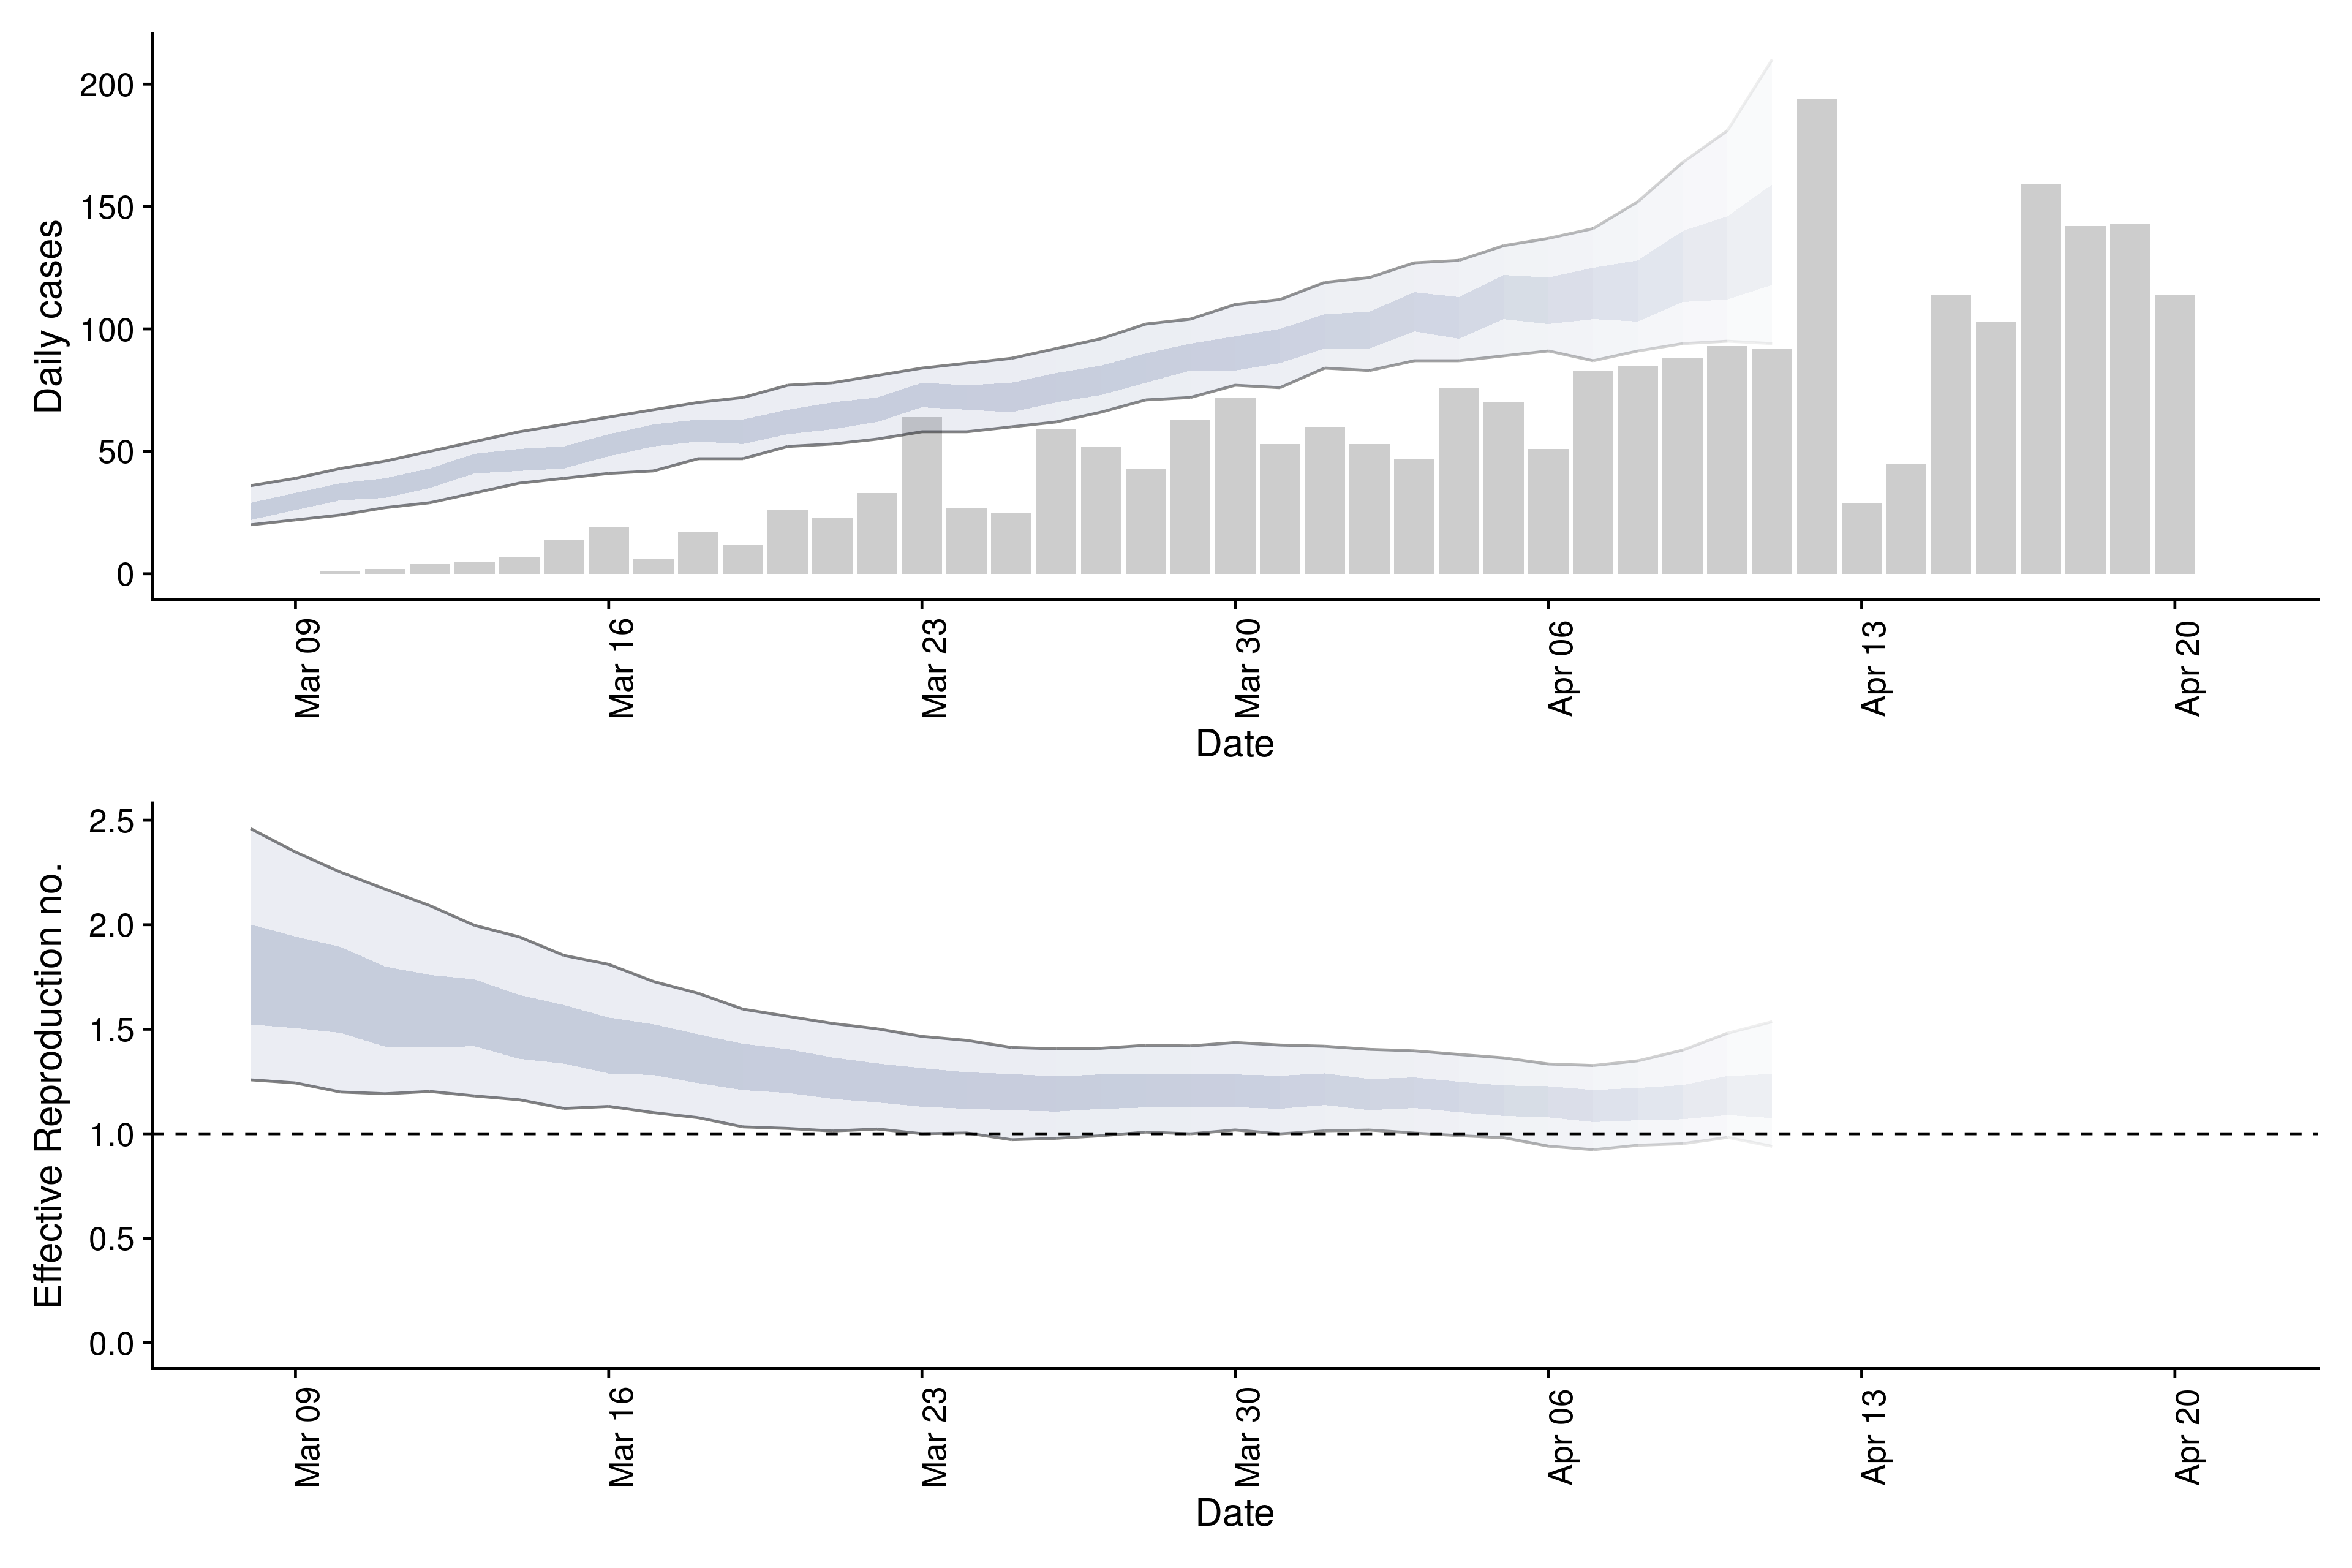 Daily cases
200
150
100
50
0
Mar 09
Mar 16
Mar 23
Mar 30
Apr 06
Apr 13
Apr 20
Date
Effective Reproduction no.
2.5
2.0
1.5
1.0
0.5
0.0
Mar 09
Mar 16
Mar 23
Mar 30
Apr 06
Apr 13
Apr 20
Date